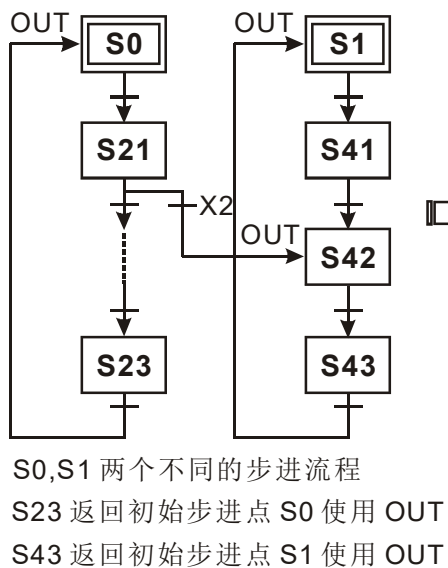 OUT OUT
S0 S1
S21 S41
X2
OUT
S42
S23 S43
S0,S1 两个不同的步进流程
S23 返回初始步进点 S0 使用 OUT
S43 返回初始步进点 S1 使用 OUT